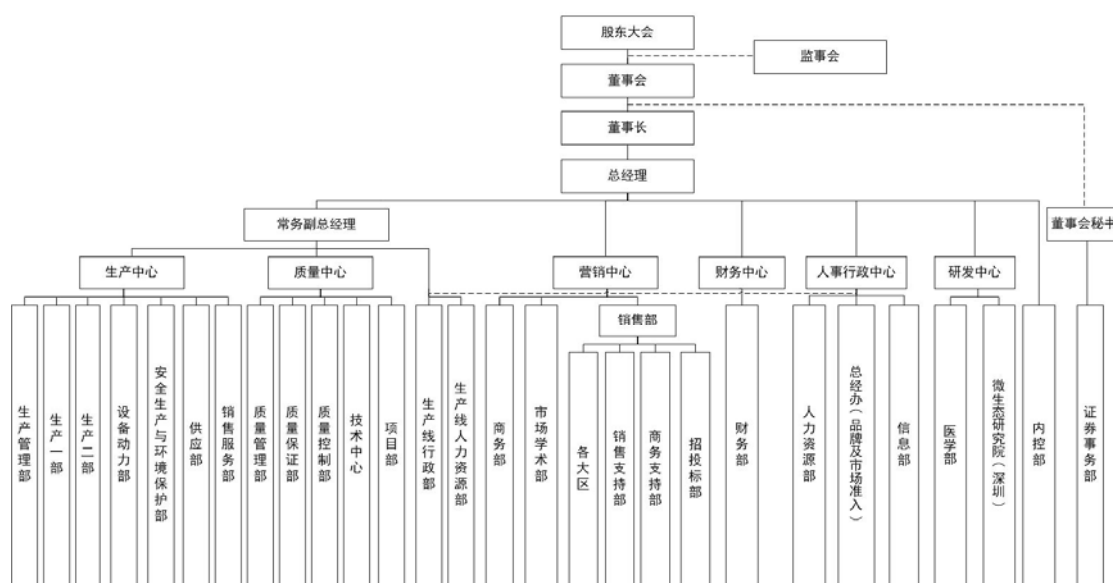 股东大会
监事会
董事会
董事长
总经理
常务副总经理
董事会秘书
生产中心
质量中心
营销中心
财务中心
人事行政中心
研发中心
销售部
生产管理部
生产一部
生产二部
设备动力部
安全生产与环境保护部
供应部
销售服务部
质量管理部
质量保证部
质量控制部
技术中心
项目部
生产线行政部
生产线人力资源部
商务部
市场学术部
各大区
销售支持部
商务支持部
招投标部
财务部
人力资源部
总经办（品牌及市场准入）
信息部
医学部
微生态研究院（深圳）
内控部
证券事务部